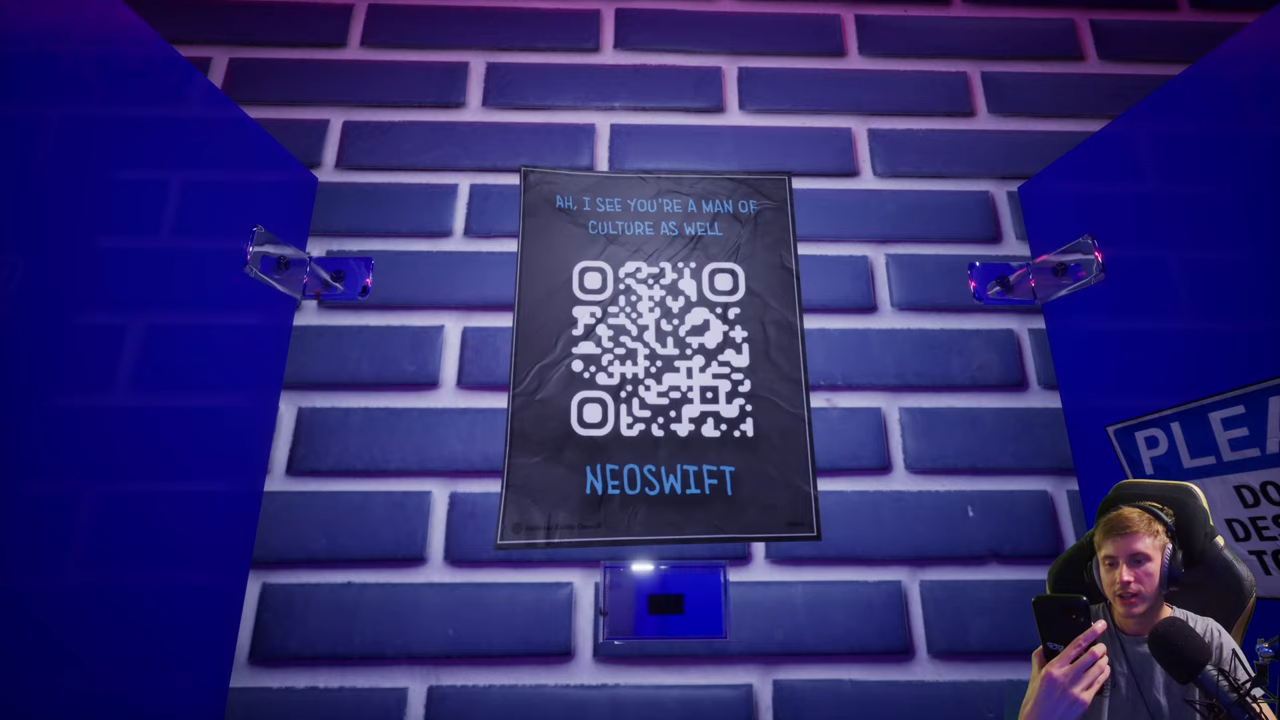 AH, I SEE YOU'RE A MAN OF
CULTURE AS WELL
NEOSWIFT
PLEA
DO
DES
TO